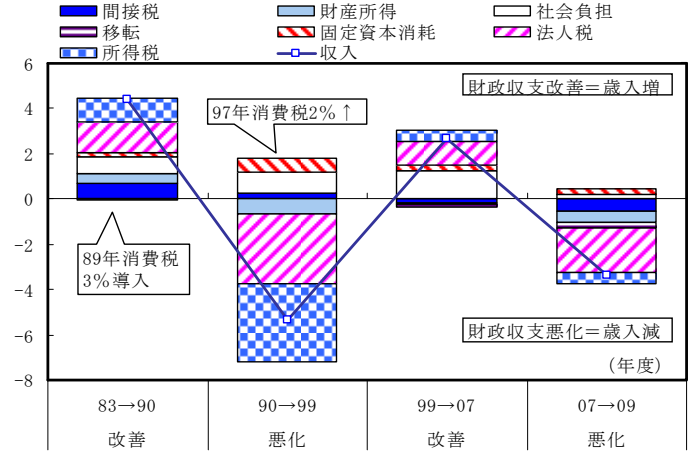 間接税 財産所得 社会負担
移転 固定資本消耗 法人税
所得税 収入
6
4
2
0
−2
−4
−6
−8
財政収支改善＝歳入増
97年消費税2％↑
89年消費税
3％導入
財政収支悪化＝歳入減
(年度)
83→90 90→99 99→07 07→09
改善 悪化 改善 悪化